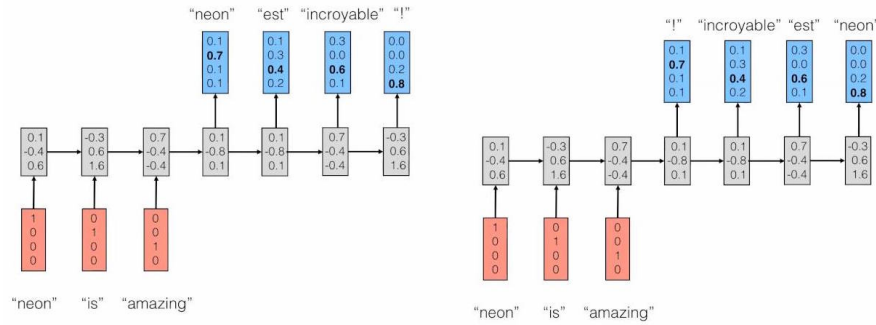 “neon” “est” “incroyable” “!”
0.1 0.1 0.3 0.0
0.7 0.3 0.0 0.0
0.1 0.4 0.6 0.2
0.1 0.2 0.1 0.8
0.1 -0.3 0.7 0.1 0.1 0.7 -0.3
-0.4 0.6 -0.4 -0.8 -0.8 -0.4 0.6
0.6 1.6 -0.4 0.1 0.1 -0.4 1.6
1 0 0
0 1 0
0 0 1
0 0 0
“neon” “is” “amazing”
“!” “incroyable” “est” “neon”
0.1 0.1 0.3 0.0
0.7 0.3 0.0 0.0
0.1 0.4 0.6 0.2
0.1 0.2 0.1 0.8
0.1 -0.3 0.7 0.1 0.1 0.7 -0.3
-0.4 0.6 -0.4 -0.8 -0.8 -0.4 0.6
0.6 1.6 -0.4 0.1 0.1 -0.4 1.6
1 0 0
0 1 0
0 0 1
0 0 0
“neon” “is” “amazing”